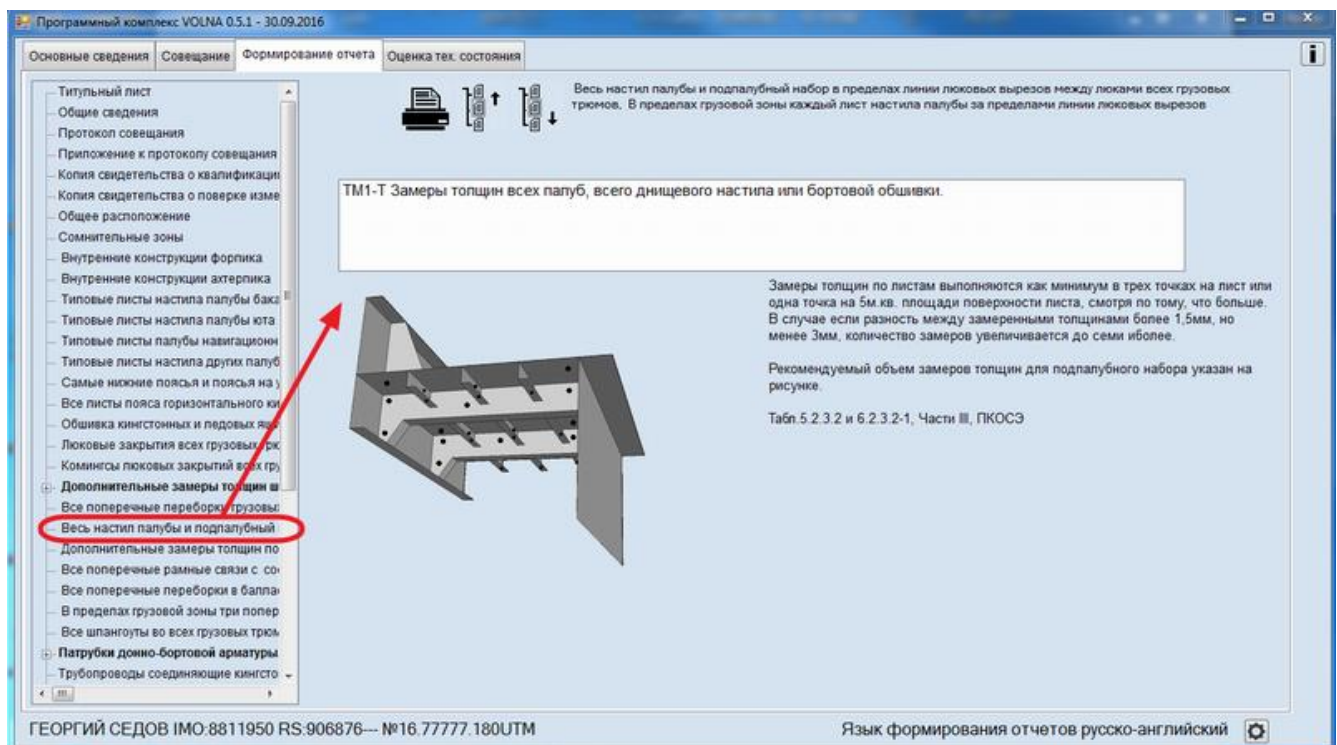 Программный комплекс VOLNA 0.5.1 - 30.09.2016
Основные сведения Совещание Формирование отчета Оценка тех. состояния
Титульный лист
Общие сведения
Протокол совещания
Приложение к протоколу совещания
Копия свидетельства о квалификаци
Копия свидетельства о поверке изме
Общее расположение
Сомнительные зоны
Внутренние конструкции форпика
Внутренние конструкции ахтерпика
Типовые листы настила палубы бака
Типовые листы настила палубы юта
Типовые листы палубы навигационн
Типовые листы настила других палуб
Самые нижние поясья и поясья на у
Все листы пояса горизонтального ки
Обшивка кингстонных и ледовых ящ
Люковые закрытия всех грузовых трю
Комингсы люковых закрытий всех гру
Дополнительные замеры толщин ш
Все поперечные переборки грузовых
Весь настил палубы и подпалубный
Дополнительные замеры толщин по
Все поперечные рамные связи с со
Все поперечные переборки в балла
В пределах грузовой зоны три попер
Все шпангоуты во всех грузовых трюм
Патрубки донно-бортовой арматуры
Трубопроводы соединяющие кингсто
Весь настил палубы и подпалубный набор в пределах линии люковых вырезов между люками всех грузовых
трюмов, В пределах грузовой зоны каждый лист настила палубы за пределами линии люковых вырезов
ТМ1-Т Замеры толщин всех палуб, всего днищевого настила или бортовой обшивки.
Замеры толщин по листам выполняются как минимум в трех точках на лист или
одна точка на 5м.кв. площади поверхности листа, смотря по тому, что больше.
В случае если разность между замеренными толщинами более 1,5мм, но
менее 3мм, количество замеров увеличивается до семи иболее.
Рекомендуемый объем замеров толщин для подпалубного набора указан на
рисунке.
Табл.5.2.3.2 и 6.2.3.2-1, Части III, ПКОСЭ
ГЕОРГИЙ СЕДОВ IMO:8811950 RS:906876--- №16.77777.180UTM
Язык формирования отчетов русско-английский